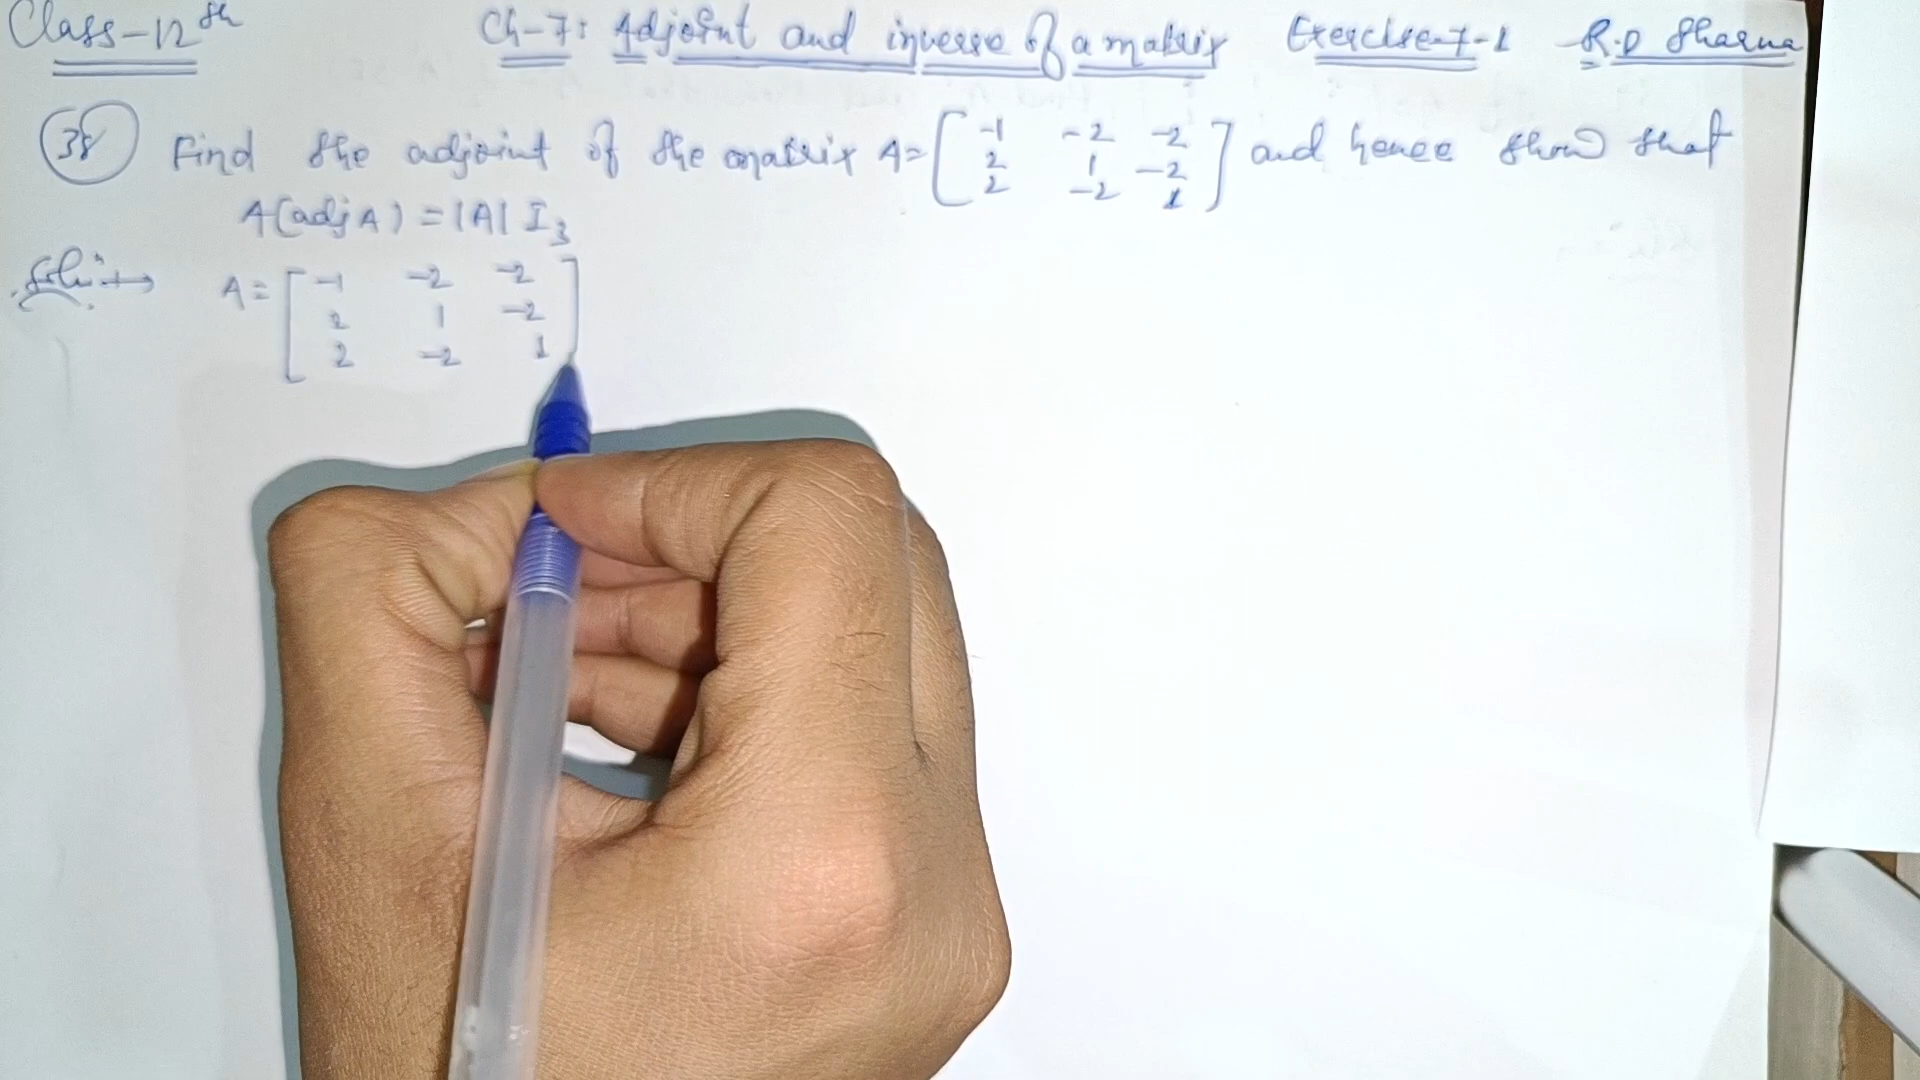 Class-12th Ch-7: Adjoint and inverse of a matrix Exercise-7-1 R.D Sharma
38 Find the adjoint of the matrix A= [ -1 -2 -2 ] and hence show that
2 1 -2
2 -2 1
A(adjA) = |A| I3
Soln:→ A= [ -1 -2 -2 ]
2 1 -2
2 -2 1